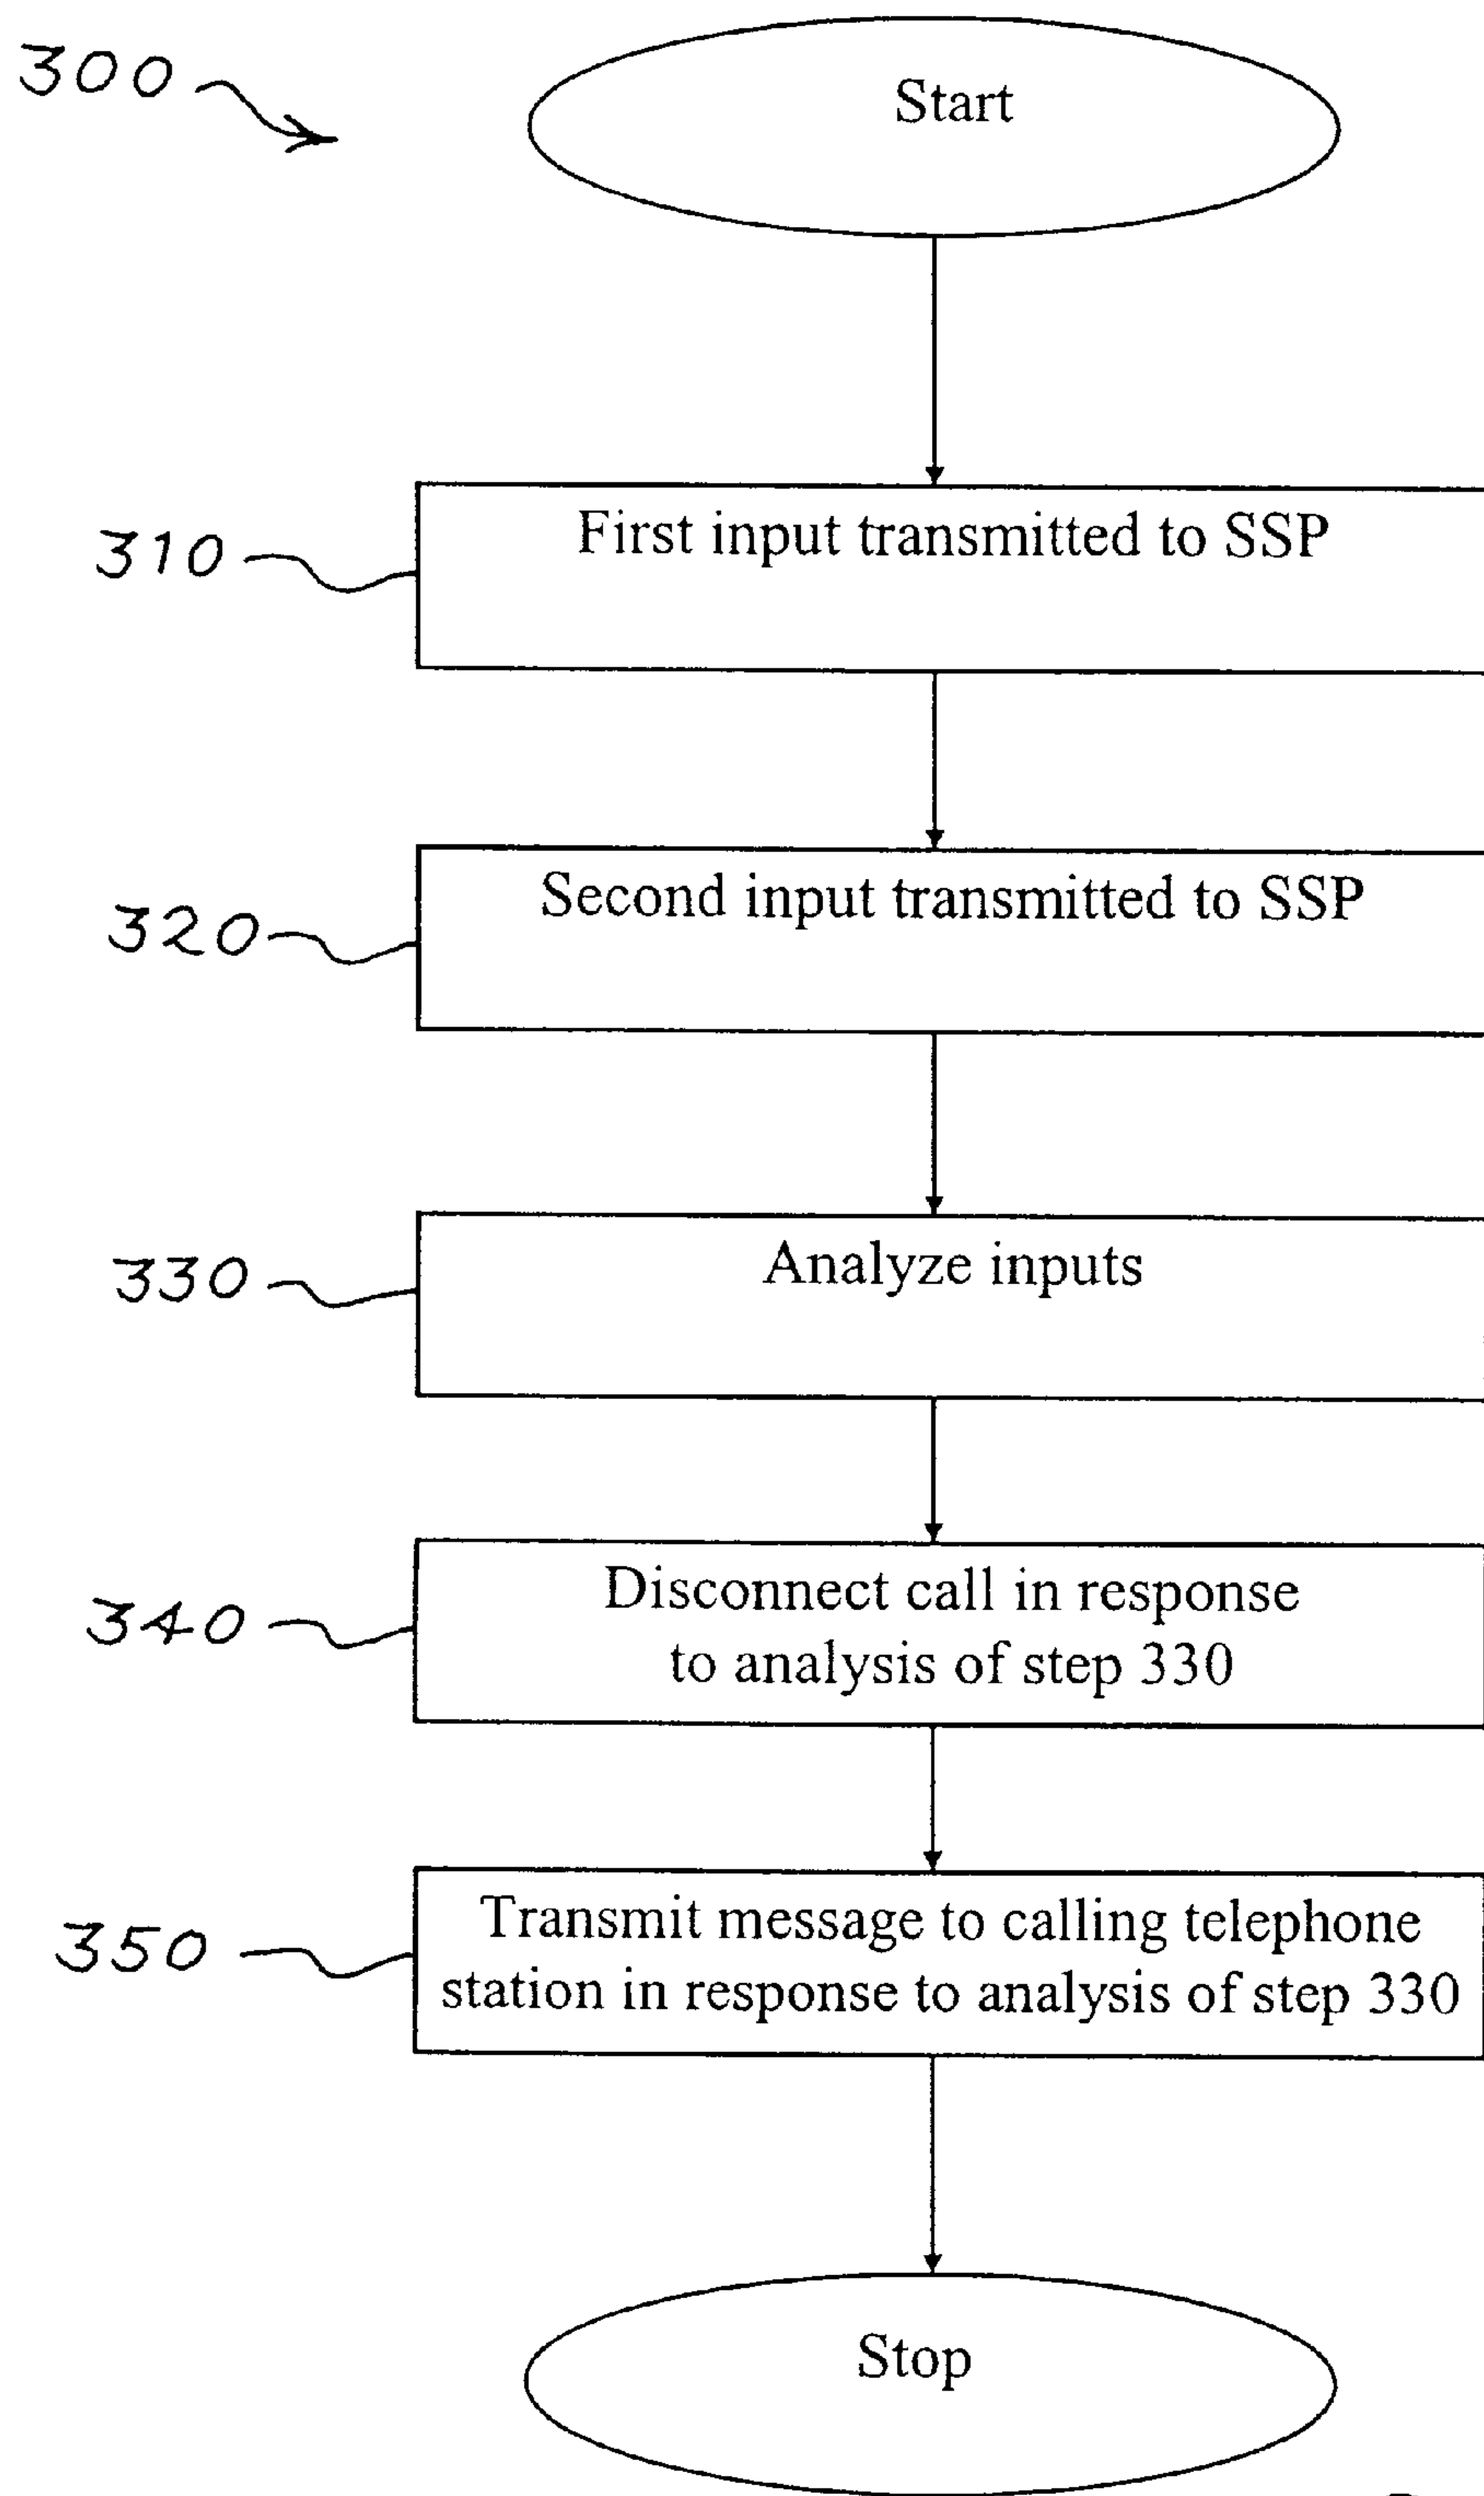 300
Start
310
First input transmitted to SSP
320
Second input transmitted to SSP
330
Analyze inputs
340
Disconnect call in response
to analysis of step 330
350
Transmit message to calling telephone
station in response to analysis of step 330
Stop